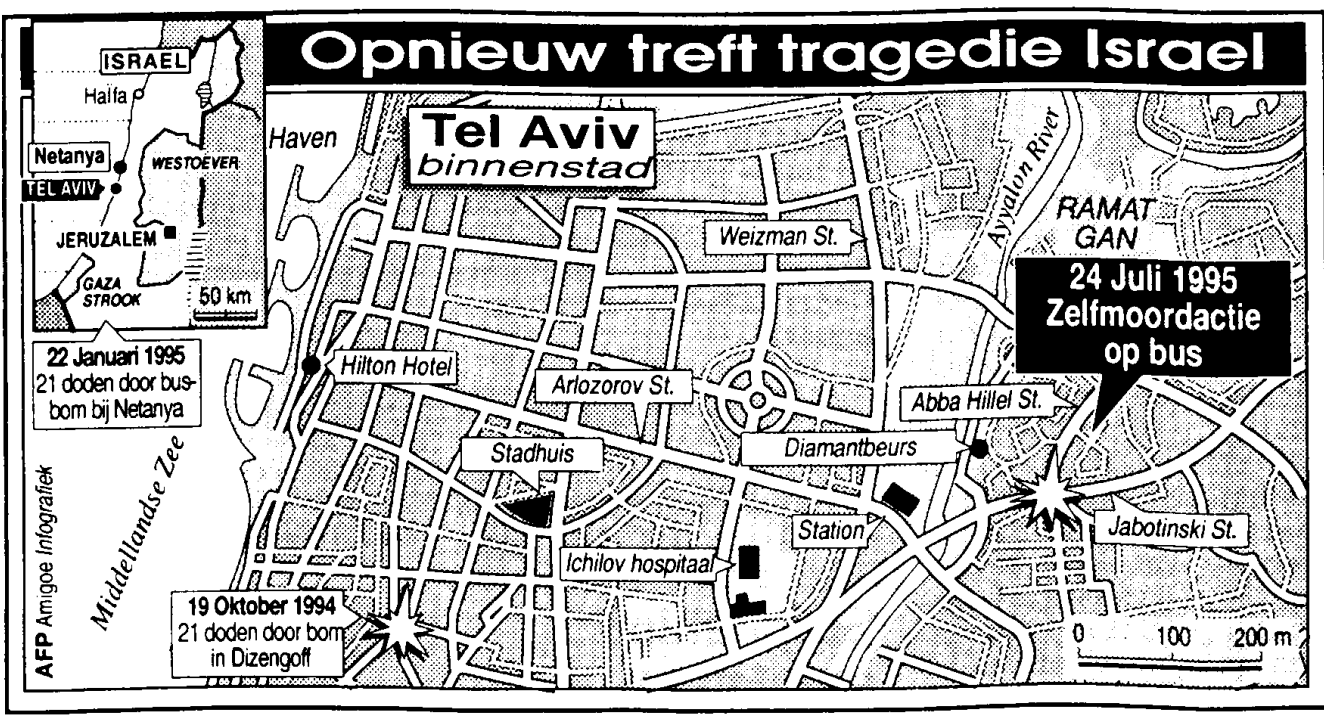 Opnieuw treft tragedie Israel
ISRAEL
Haifa
Netanya
WESTOEVER
TEL AVIV
JERUZALEM
GAZA
STROOK
50 km
22 Januari 1995
21 doden door bus-
bom bij Netanya
Haven
Tel Aviv
binnenstad
Weizman St.
Ayyalon River
RAMAT
GAN
24 Juli 1995
Zelfmoordactie
op bus
Hilton Hotel
Arlozorov St.
Abba Hillel St.
Stadhuis
Diamantbeurs
Station
Jabotinski St.
Ichilov hospitaal
Middellandse Zee
19 Oktober 1994
21 doden door bom
in Dizengoff
0 100 200 m
AFP Amigoe Infografiek